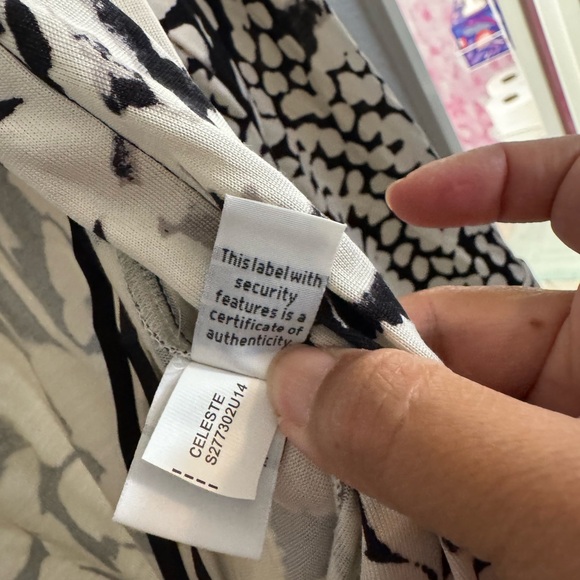 This label with
security
features is a
certificate of
authenticity.
CELESTE
S277302U14